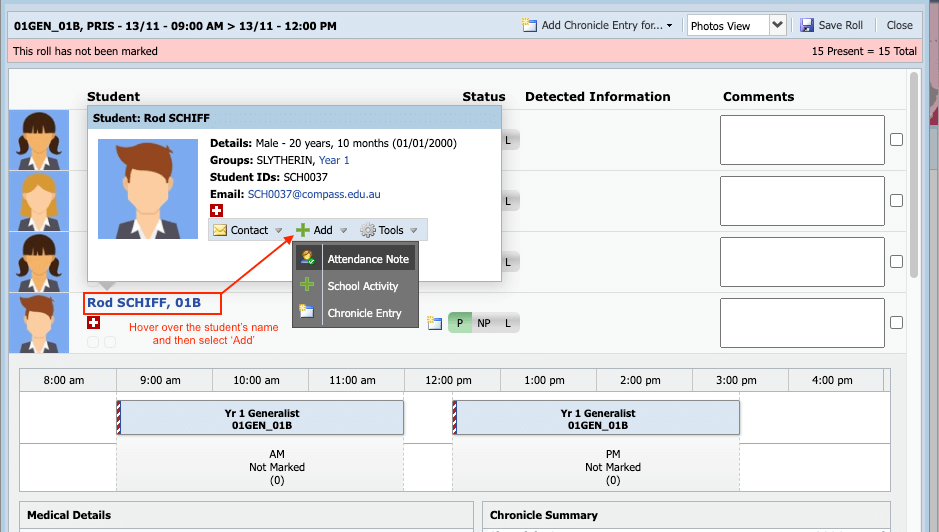 01GEN_01B, PRIS - 13/11 - 09:00 AM > 13/11 - 12:00 PM
Add Chronicle Entry for...
Photos View
Save Roll
Close
This roll has not been marked
15 Present = 15 Total
Student
Status
Detected Information
Comments
Student: Rod SCHIFF
Details: Male - 20 years, 10 months (01/01/2000)
Groups: SLYTHERIN, Year 1
Student IDs: SCH0037
Email: SCH0037@compass.edu.au
Contact
Add
Tools
Attendance Note
School Activity
Chronicle Entry
L
L
L
Rod SCHIFF, 01B
Hover over the student's name
and then select 'Add'
P NP L
8:00 am 9:00 am 10:00 am 11:00 am 12:00 pm 1:00 pm 2:00 pm 3:00 pm 4:00 pm
Yr 1 Generalist
01GEN_01B
Yr 1 Generalist
01GEN_01B
AM
Not Marked
(0)
PM
Not Marked
(0)
Medical Details
Chronicle Summary